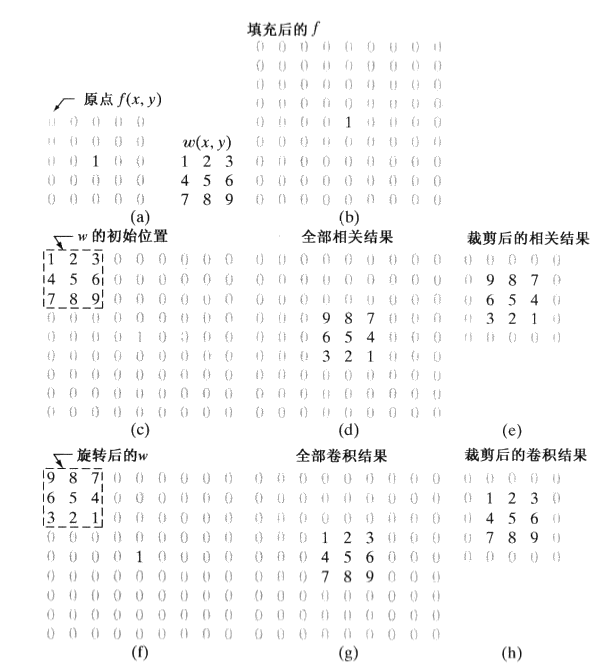 填充后的 f
0 0 0 0 0 0 0 0 0
0 0 0 0 0 0 0 0 0
0 0 0 0 0 0 0 0 0
原点 f(x, y)
0 0 0 0 0 0 0 0 0
0 0 0 0 0 0 0 0 0 1 0 0 0 0
0 0 0 0 0 w(x, y) 0 0 0 0 0 0 0 0 0
0 0 1 0 0 1 2 3 0 0 0 0 0 0 0 0 0
0 0 0 0 0 4 5 6 0 0 0 0 0 0 0 0 0
0 0 0 0 0 7 8 9 0 0 0 0 0 0 0 0 0
(a) (b)
w 的初始位置 全部相关结果 裁剪后的相关结果
1 2 3 0 0 0 0 0 0 0 0 0 0 0 0 0 0 0 0 0 0 0 0
4 5 6 0 0 0 0 0 0 0 0 0 0 0 0 0 0 0 0 9 8 7 0
7 8 9 0 0 0 0 0 0 0 0 0 0 0 0 0 0 0 0 6 5 4 0
0 0 0 0 0 0 0 0 0 0 0 0 9 8 7 0 0 0 0 3 2 1 0
0 0 0 0 1 0 0 0 0 0 0 0 6 5 4 0 0 0 0 0 0 0 0
0 0 0 0 0 0 0 0 0 0 0 0 3 2 1 0 0 0
0 0 0 0 0 0 0 0 0 0 0 0 0 0 0 0 0 0
0 0 0 0 0 0 0 0 0 0 0 0 0 0 0 0 0 0
0 0 0 0 0 0 0 0 0 0 0 0 0 0 0 0 0 0
(c) (d) (e)
旋转后的w 全部卷积结果 裁剪后的卷积结果
9 8 7 0 0 0 0 0 0 0 0 0 0 0 0 0 0 0 0 0 0 0 0
6 5 4 0 0 0 0 0 0 0 0 0 0 0 0 0 0 0 0 1 2 3 0
3 2 1 0 0 0 0 0 0 0 0 0 0 0 0 0 0 0 0 4 5 6 0
0 0 0 0 0 0 0 0 0 0 0 0 1 2 3 0 0 0 0 7 8 9 0
0 0 0 0 1 0 0 0 0 0 0 0 4 5 6 0 0 0 0 0 0 0 0
0 0 0 0 0 0 0 0 0 0 0 0 7 8 9 0 0 0
0 0 0 0 0 0 0 0 0 0 0 0 0 0 0 0 0 0
0 0 0 0 0 0 0 0 0 0 0 0 0 0 0 0 0 0
0 0 0 0 0 0 0 0 0 0 0 0 0 0 0 0 0 0
(f) (g) (h)